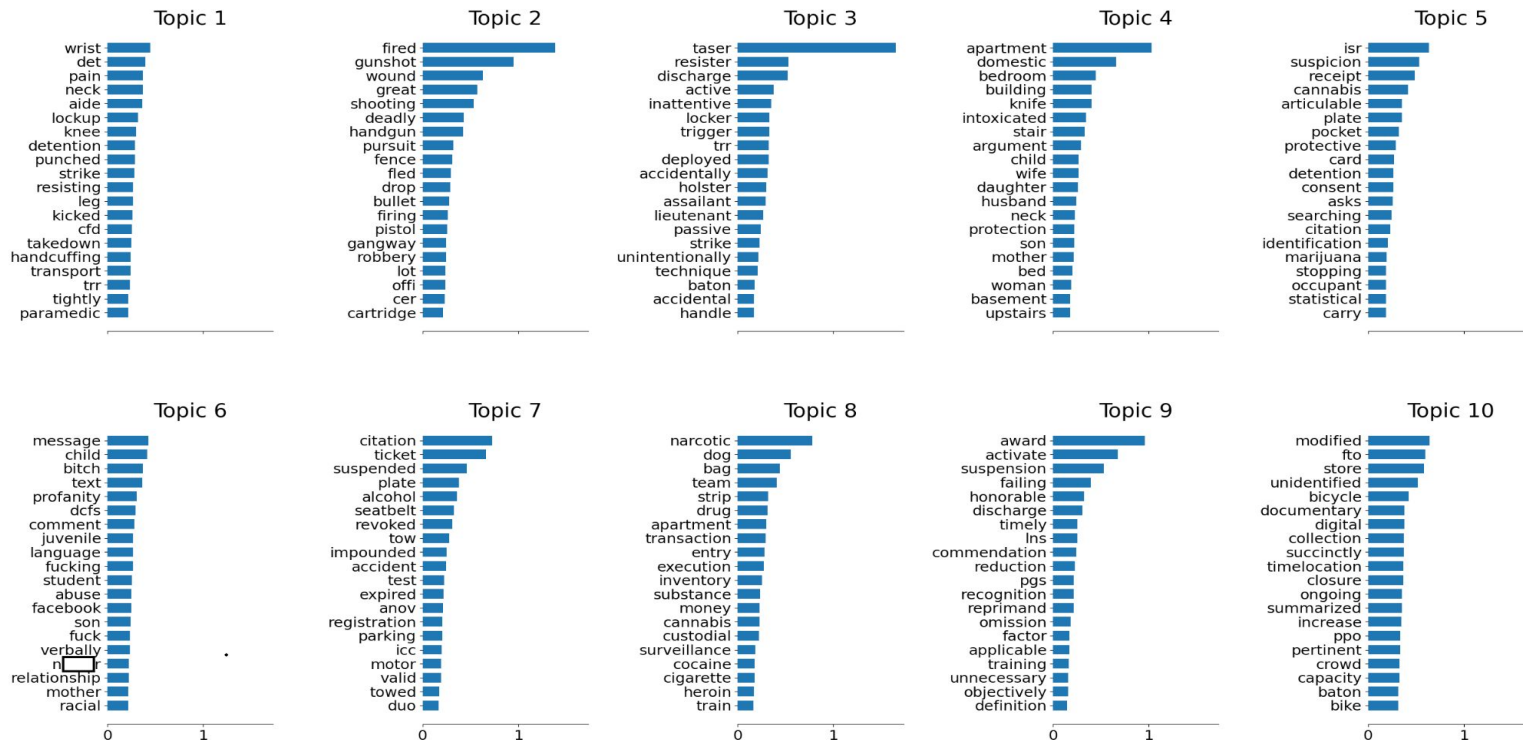 Topic 1
wrist
det
pain
neck
aide
lockup
knee
detention
punched
strike
resisting
leg
kicked
cfd
takedown
handcuffing
transport
trr
tightly
paramedic
1
Topic 2
fired
gunshot
wound
great
shooting
deadly
handgun
pursuit
fence
fled
drop
bullet
firing
pistol
gangway
robbery
lot
offi
cer
cartridge
1
Topic 3
taser
resister
discharge
active
inattentive
locker
trigger
trr
deployed
accidentally
holster
assailant
lieutenant
passive
strike
unintentionally
technique
baton
accidental
handle
Topic 4
apartment
domestic
bedroom
building
knife
intoxicated
stair
argument
child
wife
daughter
husband
neck
protection
son
mother
bed
woman
basement
upstairs
Topic 5
isr
suspicion
receipt
cannabis
articulable
plate
pocket
protective
card
detention
consent
asks
searching
citation
identification
marijuana
stopping
occupant
statistical
carry
Topic 6
message
child
bitch
text
profanity
dcfs
comment
juvenile
language
fucking
student
abuse
facebook
son
fuck
verbally
n r
relationship
mother
racial
0 1
Topic 7
citation
ticket
suspended
plate
alcohol
seatbelt
revoked
tow
impounded
accident
test
expired
anov
registration
parking
icc
motor
valid
towed
duo
0 1
Topic 8
narcotic
dog
bag
team
strip
drug
apartment
transaction
entry
execution
inventory
substance
money
cannabis
custodial
surveillance
cocaine
cigarette
heroin
train
0 1
Topic 9
award
activate
suspension
failing
honorable
discharge
timely
lns
commendation
reduction
pgs
recognition
reprimand
omission
factor
applicable
training
unnecessary
objectively
definition
0 1
Topic 10
modified
fto
store
unidentified
bicycle
documentary
digital
collection
succinctly
timelocation
closure
ongoing
summarized
increase
ppo
pertinent
crowd
capacity
baton
bike
0 1